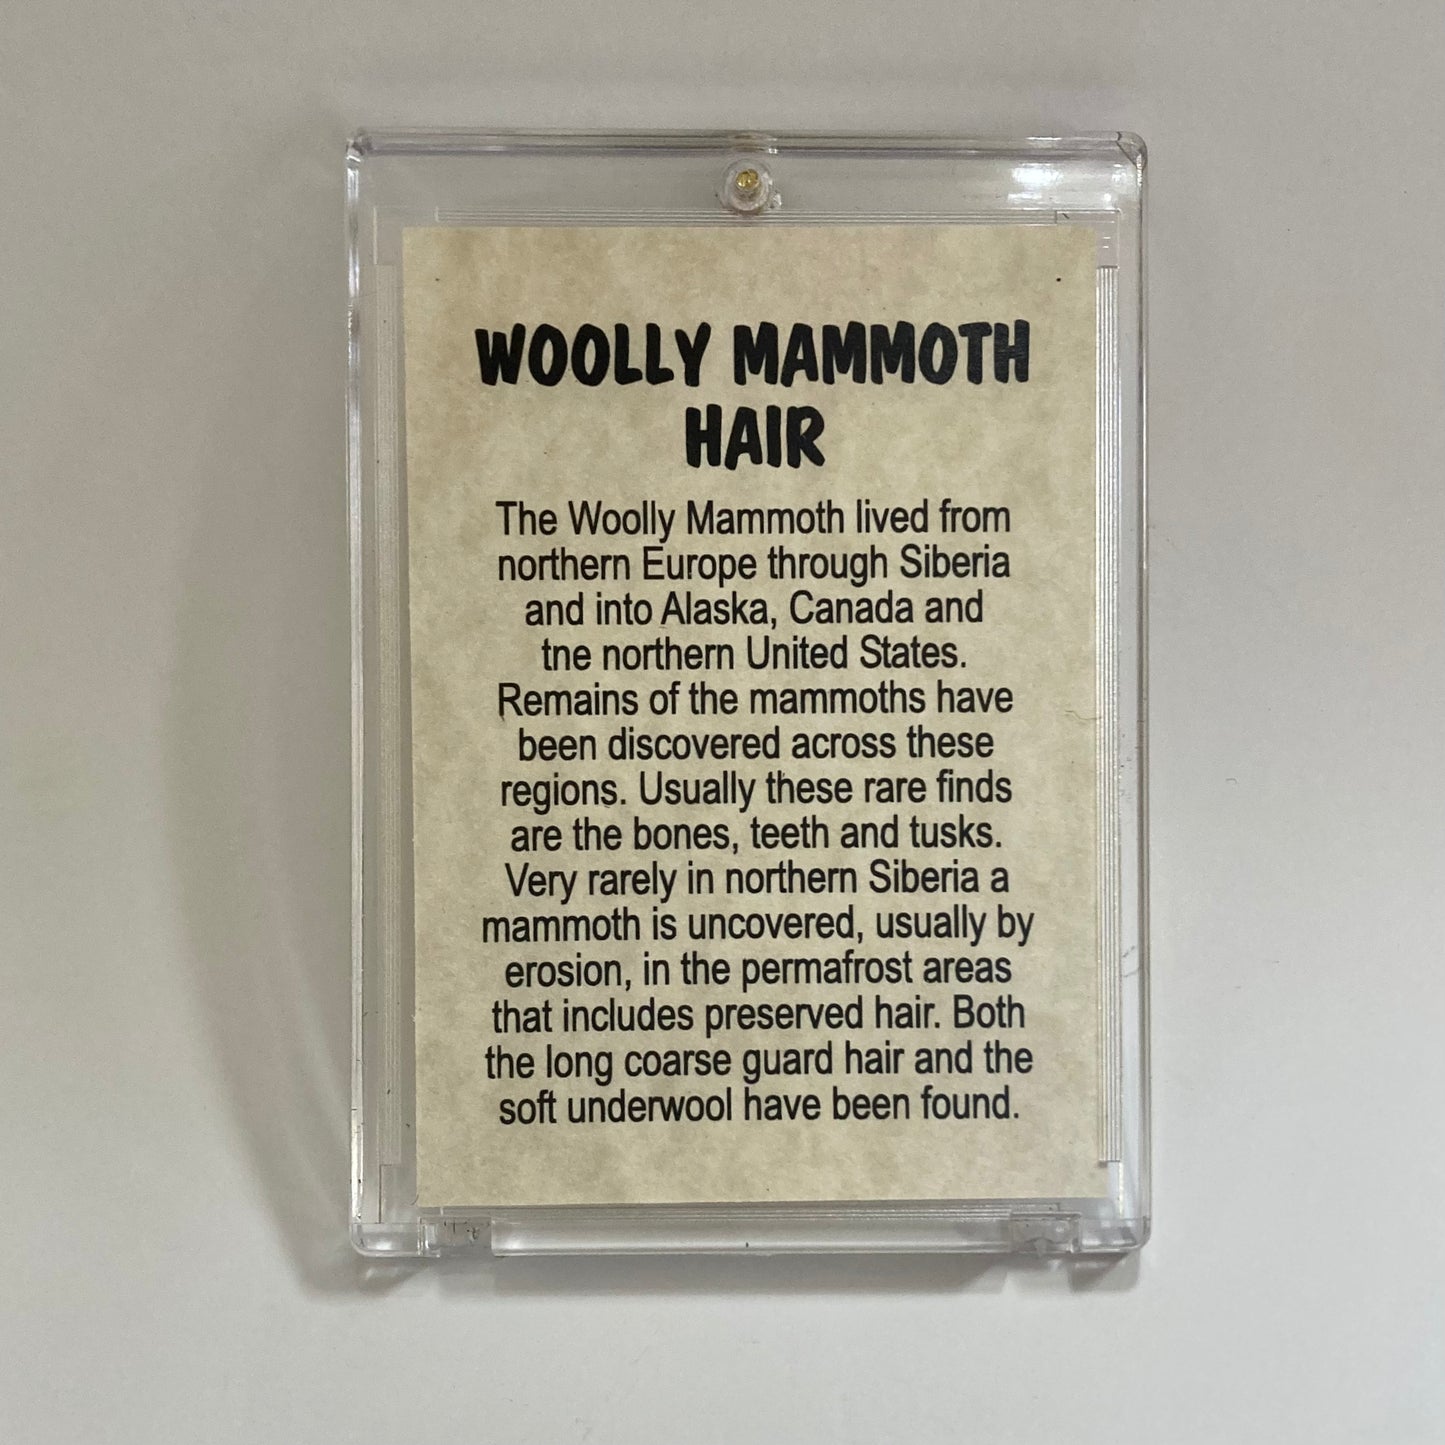 WOOLLY MAMMOTH
HAIR
The Woolly Mammoth lived from
northern Europe through Siberia
and into Alaska, Canada and
tne northern United States.
Remains of the mammoths have
been discovered across these
regions. Usually these rare finds
are the bones, teeth and tusks.
Very rarely in northern Siberia a
mammoth is uncovered, usually by
erosion, in the permafrost areas
that includes preserved hair. Both
the long coarse guard hair and the
soft underwool have been found.